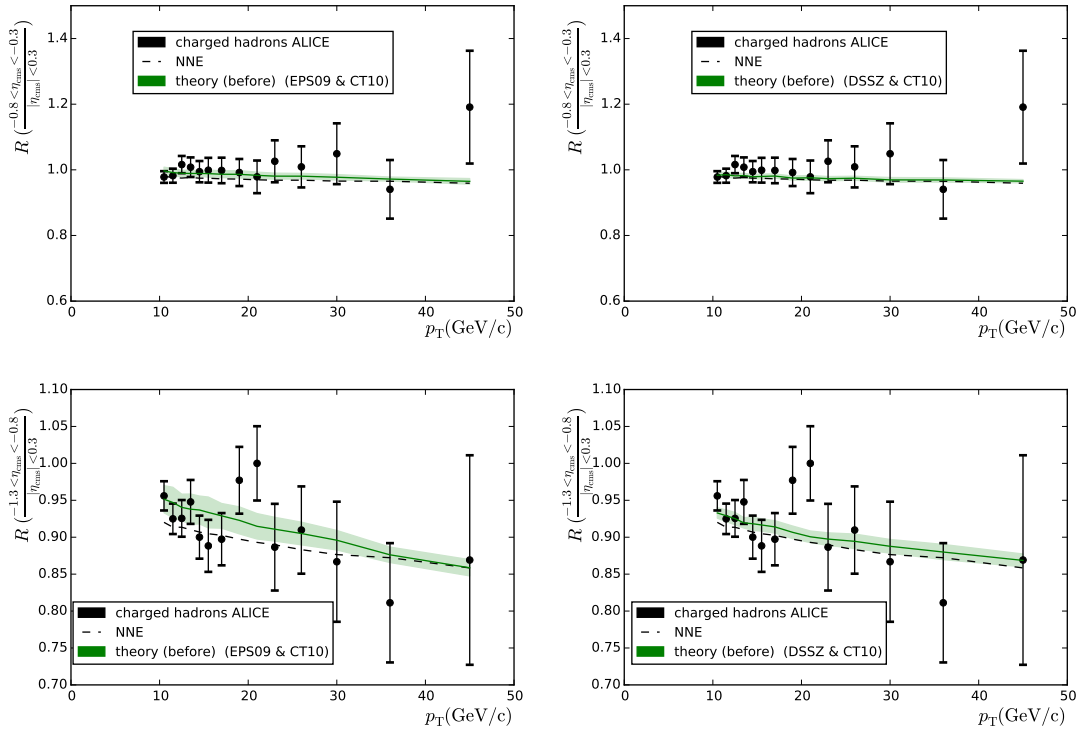 1.4
1.2
1.0
0.8
0.6
0 10 20 30 40 50
R (−0.8<ηcms<−0.3 / |ηcms|<0.3)
pT(GeV/c)
charged hadrons ALICE
NNE
theory (before) (EPS09 & CT10)
1.4
1.2
1.0
0.8
0.6
0 10 20 30 40 50
R (−0.8<ηcms<−0.3 / |ηcms|<0.3)
pT(GeV/c)
charged hadrons ALICE
NNE
theory (before) (DSSZ & CT10)
1.10
1.05
1.00
0.95
0.90
0.85
0.80
0.75
0.70
0 10 20 30 40 50
R (−1.3<ηcms<−0.8 / |ηcms|<0.3)
pT(GeV/c)
charged hadrons ALICE
NNE
theory (before) (EPS09 & CT10)
1.10
1.05
1.00
0.95
0.90
0.85
0.80
0.75
0.70
0 10 20 30 40 50
R (−1.3<ηcms<−0.8 / |ηcms|<0.3)
pT(GeV/c)
charged hadrons ALICE
NNE
theory (before) (DSSZ & CT10)